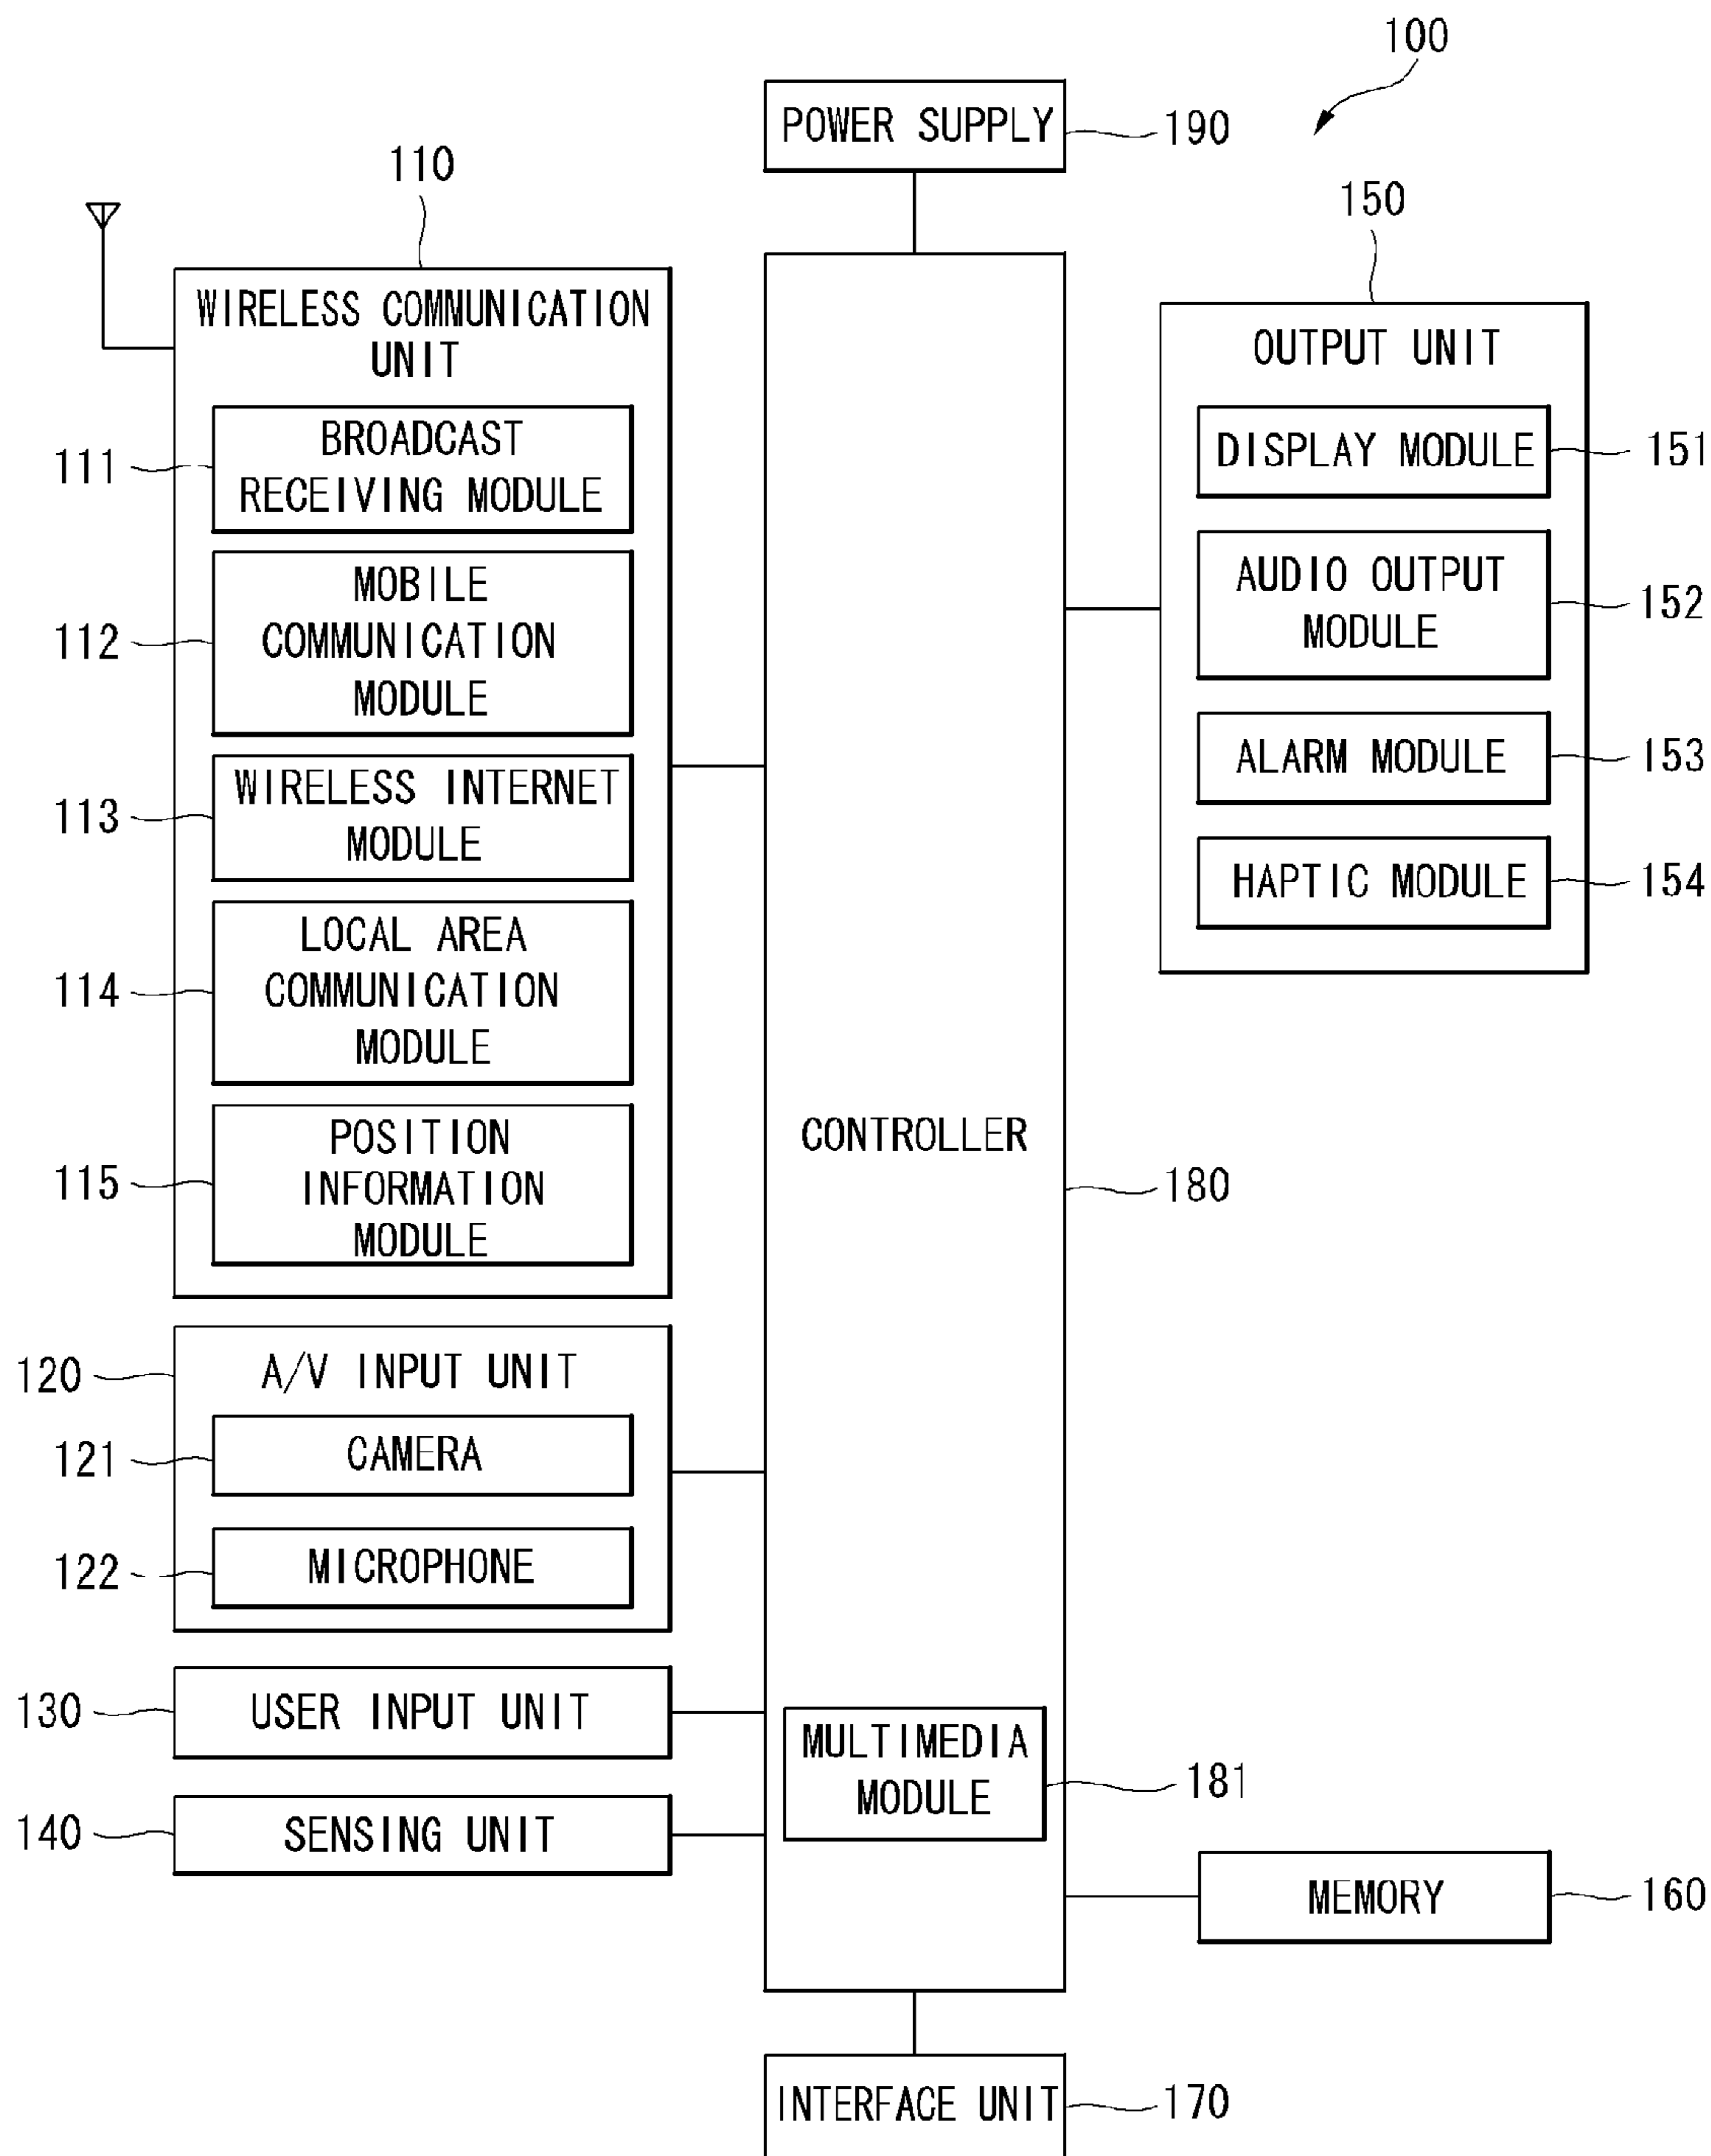 100
POWER SUPPLY
190
110
150
WIRELESS COMMUNICATION
UNIT
111
BROADCAST
RECEIVING MODULE
112
MOBILE
COMMUNICATION
MODULE
113
WIRELESS INTERNET
MODULE
114
LOCAL AREA
COMMUNICATION
MODULE
115
POSITION
INFORMATION
MODULE
120
A/V INPUT UNIT
121
CAMERA
122
MICROPHONE
130
USER INPUT UNIT
140
SENSING UNIT
CONTROLLER
180
MULTIMEDIA
MODULE
181
OUTPUT UNIT
DISPLAY MODULE
151
AUDIO OUTPUT
MODULE
152
ALARM MODULE
153
HAPTIC MODULE
154
MEMORY
160
INTERFACE UNIT
170